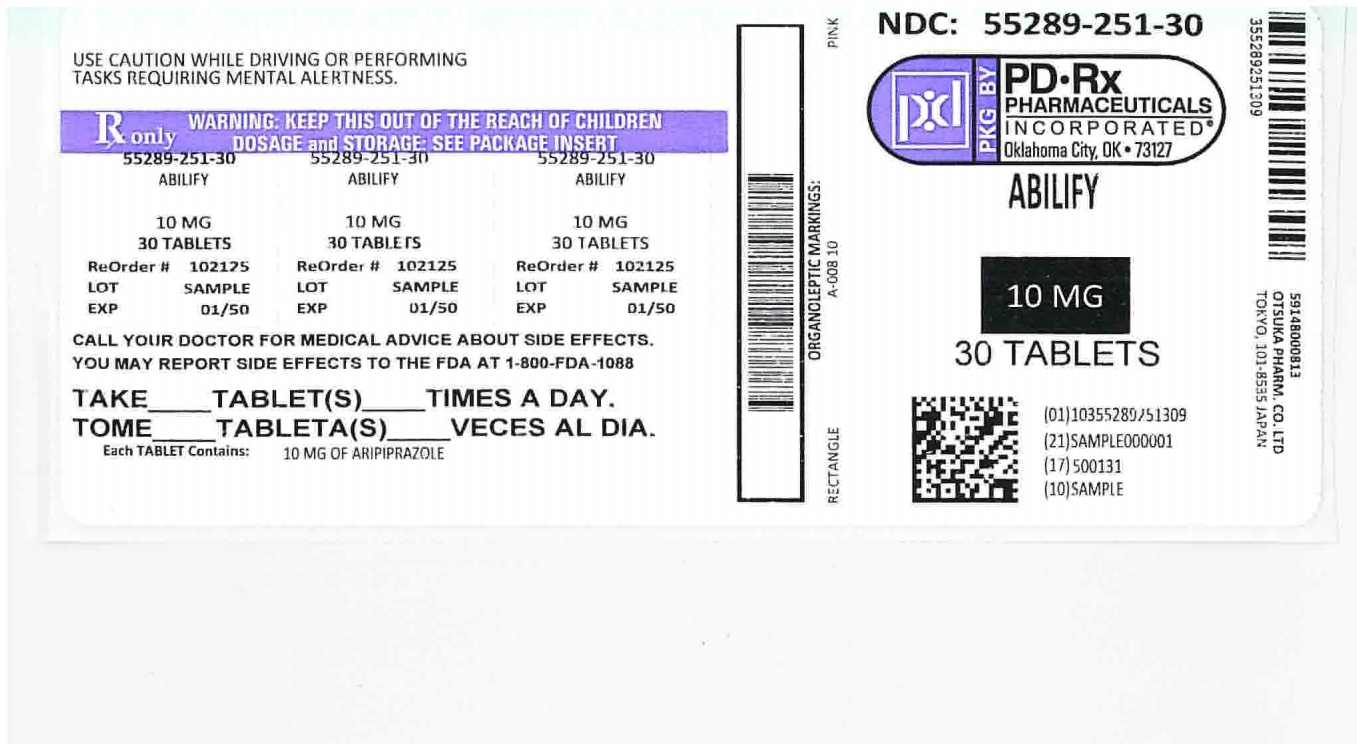 USE CAUTION WHILE DRIVING OR PERFORMING
TASKS REQUIRING MENTAL ALERTNESS.
Rx only
WARNING: KEEP THIS OUT OF THE REACH OF CHILDREN
DOSAGE and STORAGE: SEE PACKAGE INSERT
55289-251-30 55289-251-30 55289-251-30
ABILIFY ABILIFY ABILIFY
10 MG 10 MG 10 MG
30 TABLETS 30 TABLETS 30 TABLETS
ReOrder # 102125 ReOrder # 102125 ReOrder # 102125
LOT SAMPLE LOT SAMPLE LOT SAMPLE
EXP 01/50 EXP 01/50 EXP 01/50
CALL YOUR DOCTOR FOR MEDICAL ADVICE ABOUT SIDE EFFECTS.
YOU MAY REPORT SIDE EFFECTS TO THE FDA AT 1-800-FDA-1088
TAKE____TABLET(S)____TIMES A DAY.
TOME____TABLETA(S)____VECES AL DIA.
Each TABLET Contains: 10 MG OF ARIPIPRAZOLE
ORGANOLEPTIC MARKINGS:
RECTANGLE A-008 10 PINK
NDC: 55289-251-30
pd
PKG BY
PD·Rx
PHARMACEUTICALS
INCORPORATED®
Oklahoma City, OK • 73127
ABILIFY
10 MG
30 TABLETS
(01)10355289251309
(21)SAMPLE000001
(17)500131
(10)SAMPLE
355289251309
59148000813
OTSUKA PHARM. CO. LTD
TOKYO, 101-8535 JAPAN